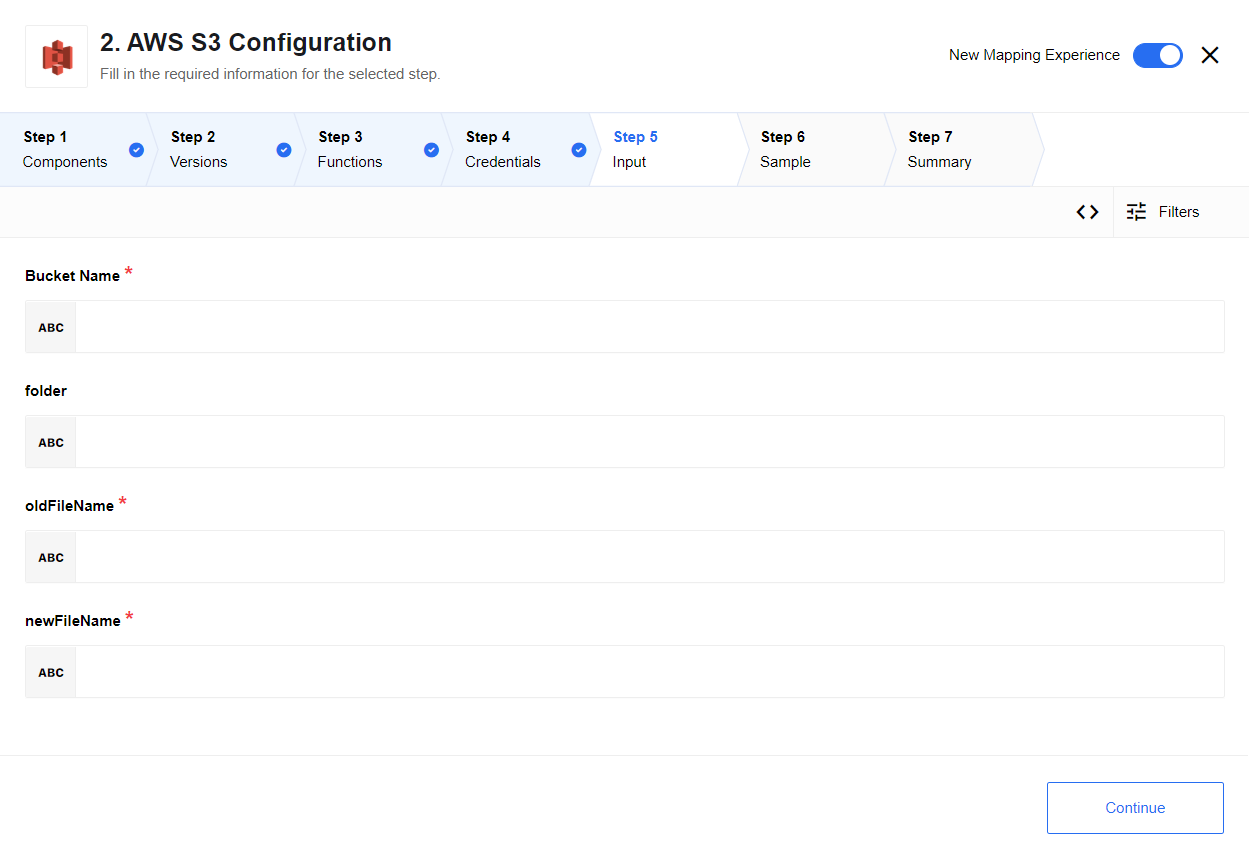 2. AWS S3 Configuration
Fill in the required information for the selected step.
New Mapping Experience
Step 1
Components
Step 2
Versions
Step 3
Functions
Step 4
Credentials
Step 5
Input
Step 6
Sample
Step 7
Summary
Filters
Bucket Name *
ABC
folder
ABC
oldFileName *
ABC
newFileName *
ABC
Continue